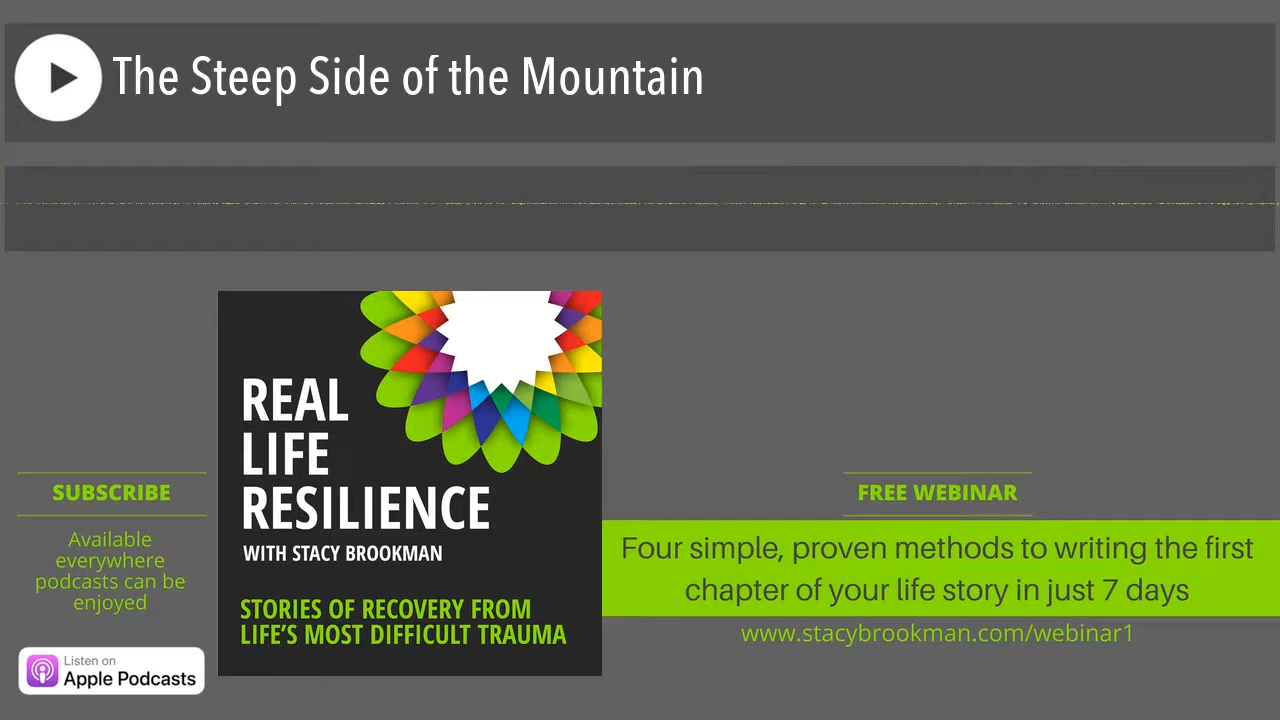 The Steep Side of the Mountain
REAL
LIFE
RESILIENCE
WITH STACY BROOKMAN
STORIES OF RECOVERY FROM
LIFE'S MOST DIFFICULT TRAUMA
SUBSCRIBE
Available
everywhere
podcasts can be
enjoyed
Listen on
Apple Podcasts
FREE WEBINAR
Four simple, proven methods to writing the first
chapter of your life story in just 7 days
www.stacybrookman.com/webinar1